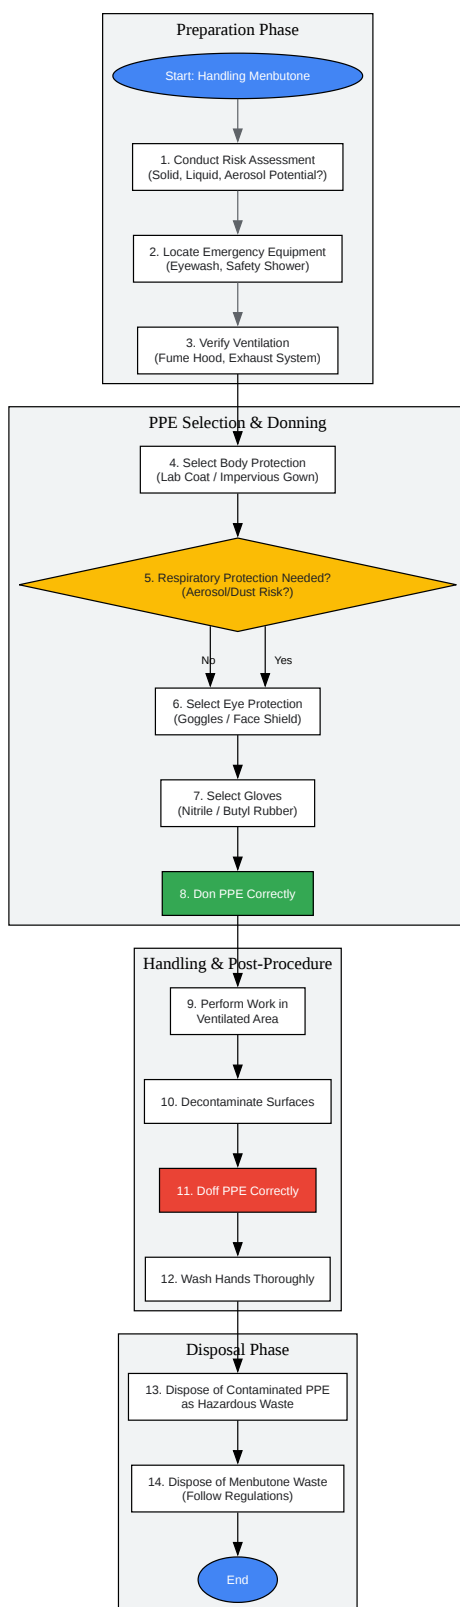 Preparation Phase
Start: Handling Menbutone
1. Conduct Risk Assessment
(Solid, Liquid, Aerosol Potential?)
2. Locate Emergency Equipment
(Eyewash, Safety Shower)
3. Verify Ventilation
(Fume Hood, Exhaust System)
PPE Selection & Donning
4. Select Body Protection
(Lab Coat / Impervious Gown)
5. Respiratory Protection Needed?
(Aerosol/Dust Risk?)
No
Yes
6. Select Eye Protection
(Goggles / Face Shield)
7. Select Gloves
(Nitrile / Butyl Rubber)
8. Don PPE Correctly
Handling & Post-Procedure
9. Perform Work in
Ventilated Area
10. Decontaminate Surfaces
11. Doff PPE Correctly
12. Wash Hands Thoroughly
Disposal Phase
13. Dispose of Contaminated PPE
as Hazardous Waste
14. Dispose of Menbutone Waste
(Follow Regulations)
End